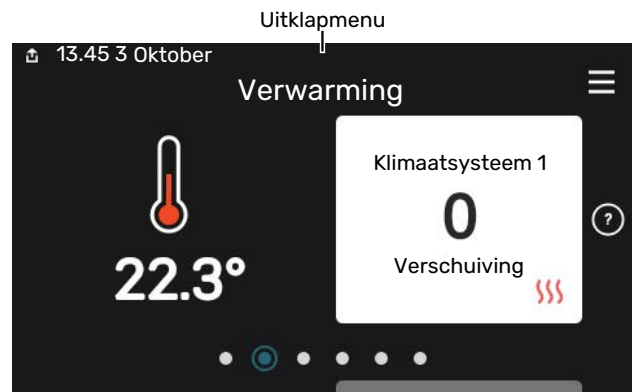 Uitklapmenu
13.45 3 Oktober
Verwarming
Klimaatsysteem 1
0
Verschuiving
22.3°
?